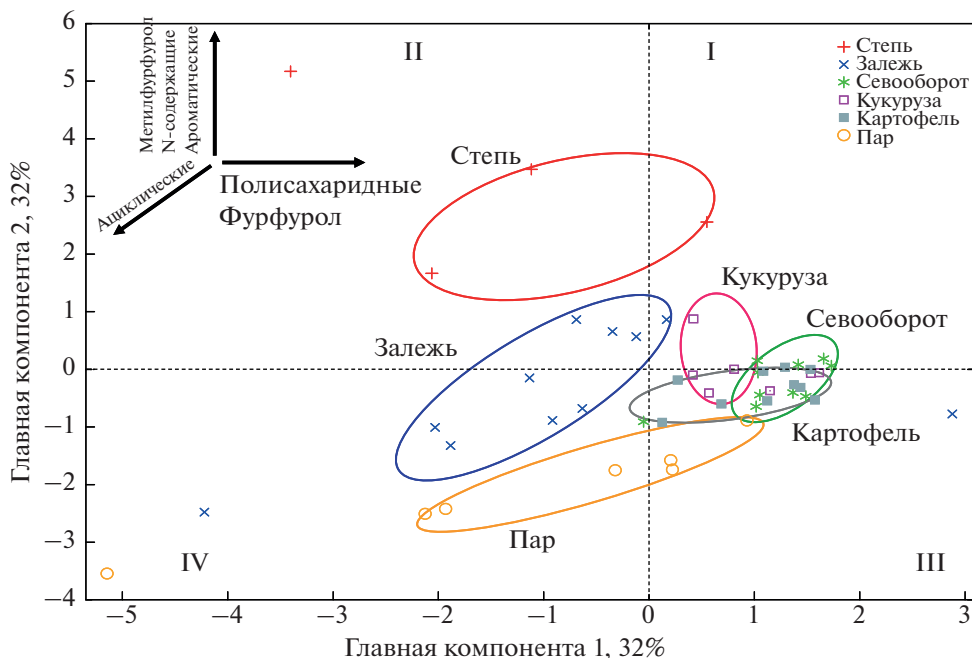 6
5
4
3
2
1
0
−1
−2
−3
−4
Главная компонента 2, 32%
II
I
Метилфурфурол
N-содержащие
Ароматические
Ациклические
Полисахаридные
Фурфурол
Степь
Залежь
Севооборот
Кукуруза
Картофель
Пар
Степь
Кукуруза
Севооборот
Залежь
Картофель
Пар
IV
III
−5
−4
−3
−2
−1
0
1
2
3
Главная компонента 1, 32%